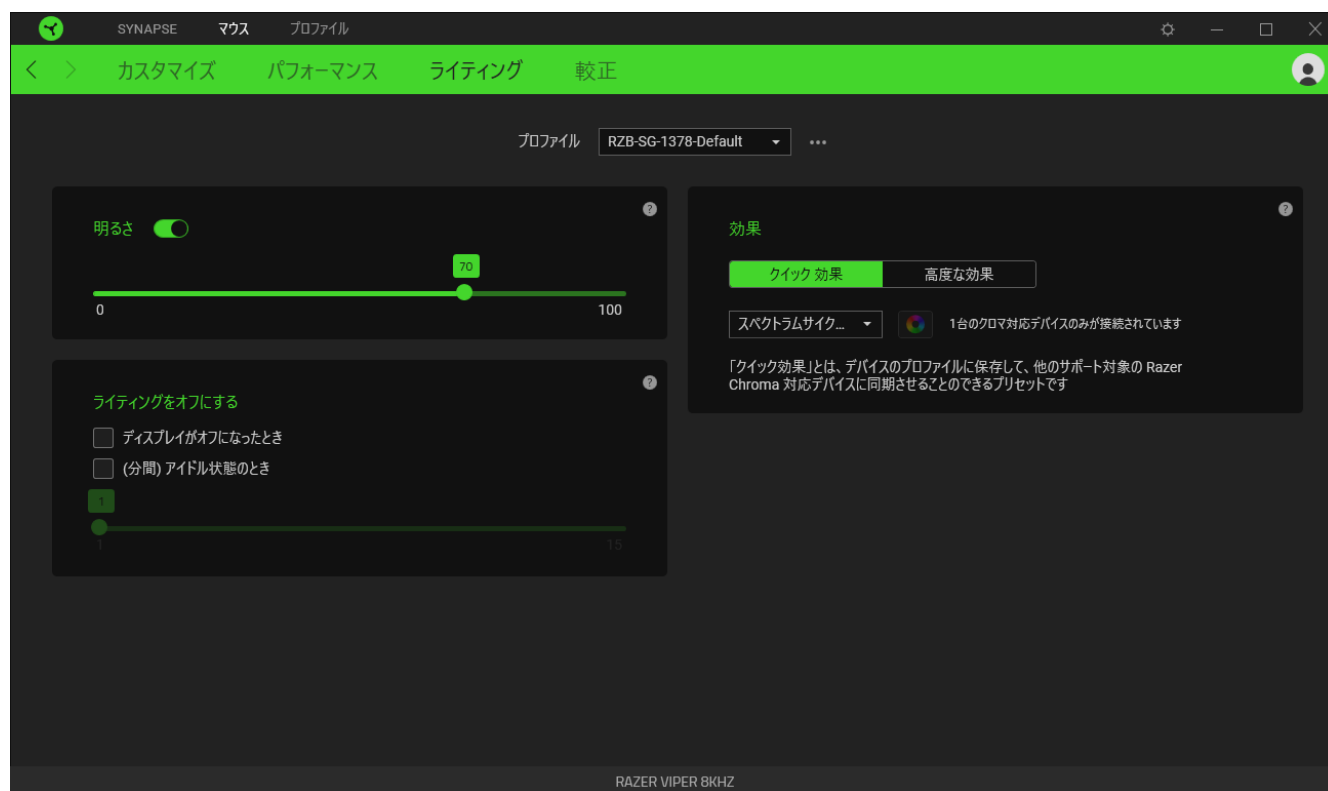 SYNAPSE マウス プロファイル
カスタマイズ パフォーマンス ライティング 較正
プロファイル RZB-SG-1378-Default
明るさ
70
0 100
ライティングをオフにする
ディスプレイがオフになったとき
(分間) アイドル状態のとき
1
1 15
効果
クイック 効果 高度な効果
スペクトラムサイク... 1台のクロマ対応デバイスのみが接続されています
「クイック効果」とは、デバイスのプロファイルに保存して、他のサポート対象の Razer
Chroma 対応デバイスに同期させることのできるプリセットです
RAZER VIPER 8KHZ